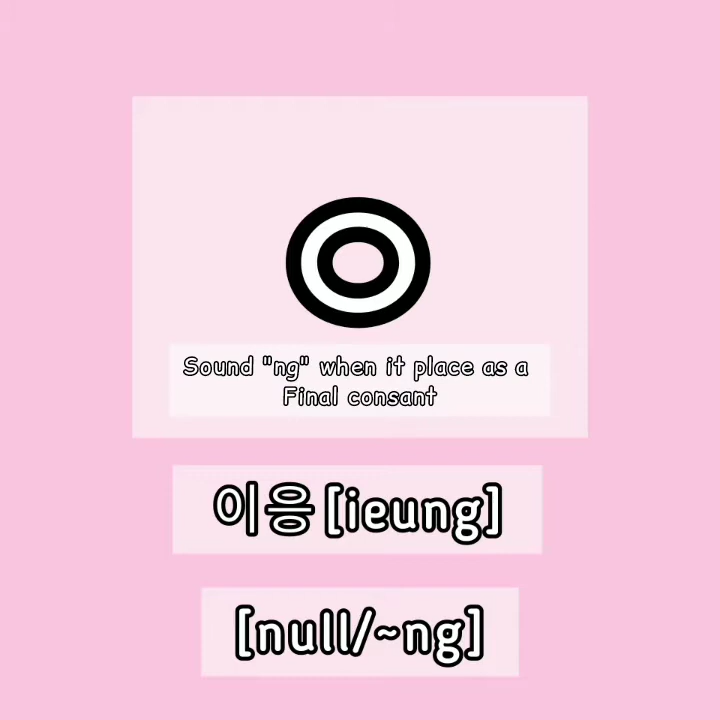 ㅇ
Sound "ng" when it place as a
Final consant
이응[ieung]
[null/~ng]